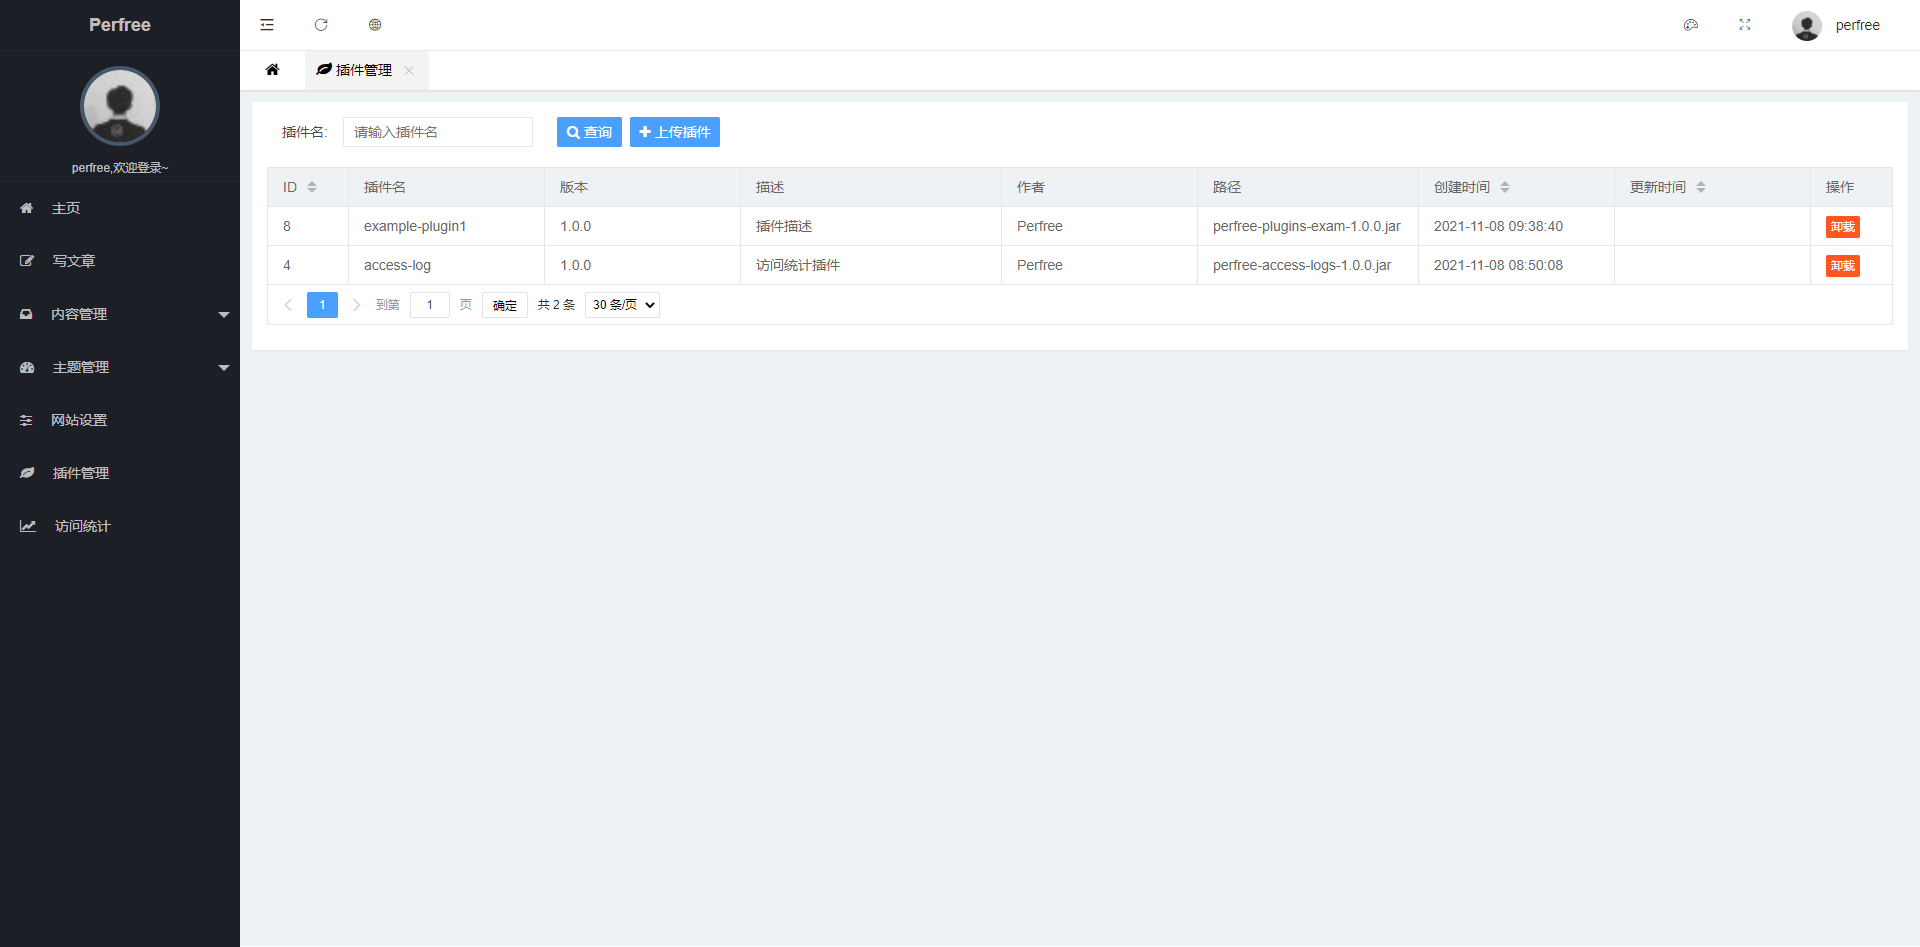 Perfree
perfree,欢迎登录~
主页
写文章
内容管理
主题管理
网站设置
插件管理
访问统计
perfree
插件管理
插件名: 请输入插件名 查询 上传插件
ID 插件名 版本 描述 作者 路径 创建时间 更新时间 操作
8 example-plugin1 1.0.0 插件描述 Perfree perfree-plugins-exam-1.0.0.jar 2021-11-08 09:38:40 卸载
4 access-log 1.0.0 访问统计插件 Perfree perfree-access-logs-1.0.0.jar 2021-11-08 08:50:08 卸载
1 到第 1 页 确定 共 2 条 30 条/页